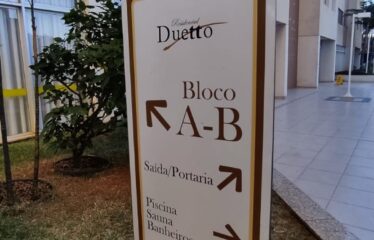 Residencial
Duetto
Bloco
A-B
Saída/Portaria
Piscina
Sauna
Banheiros